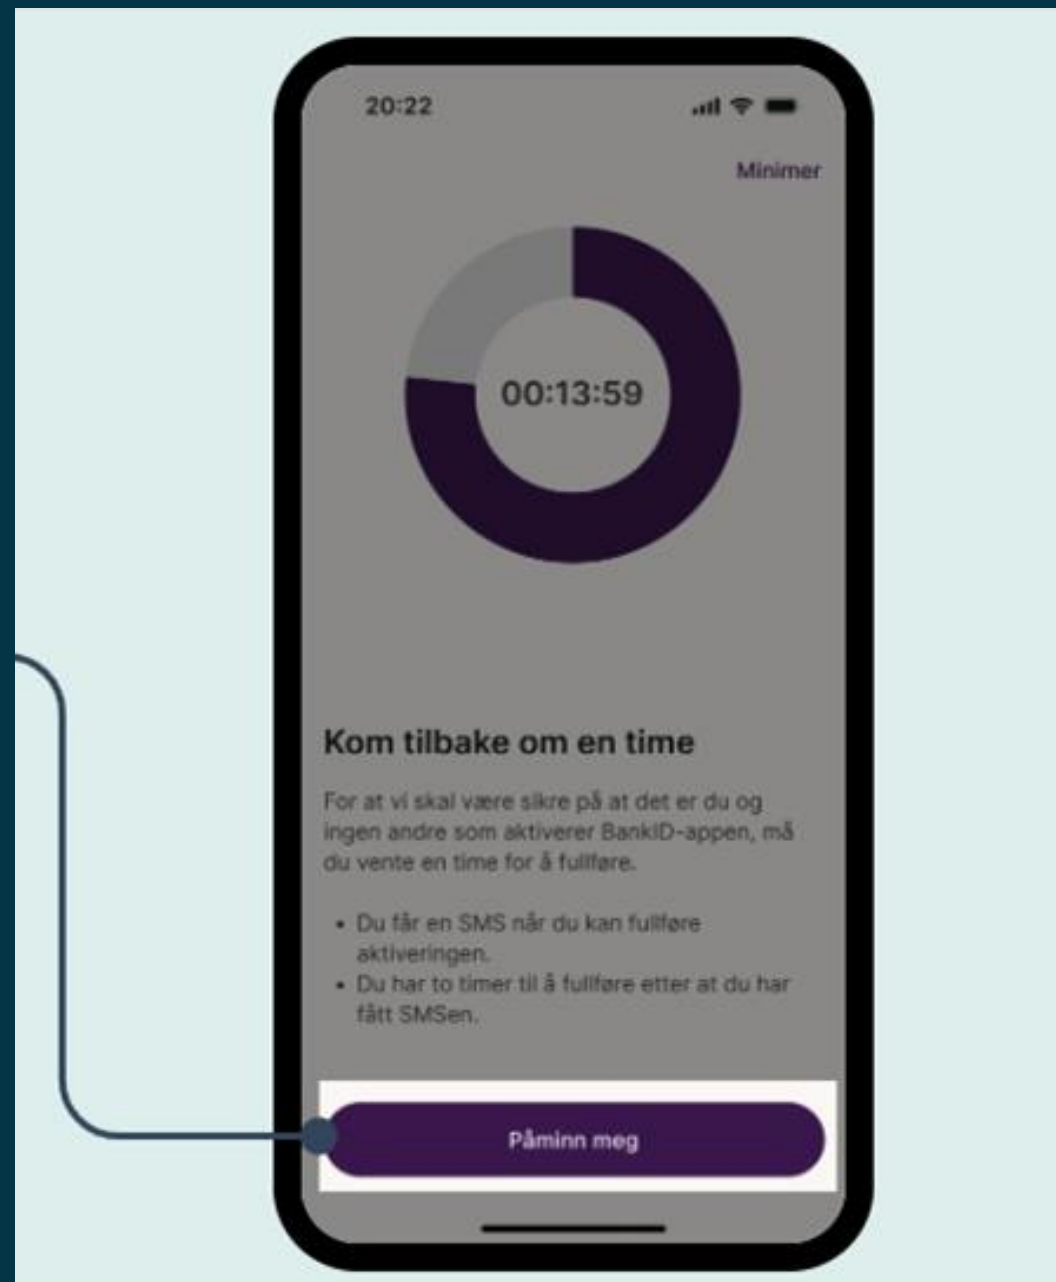 20:22
Minimer
00:13:59
Kom tilbake om en time
For at vi skal være sikre på at det er du og
ingen andre som aktiverer BankID-appen, må
du vente en time for å fullføre.
• Du får en SMS når du kan fullføre
aktiveringen.
• Du har to timer til å fullføre etter at du har
fått SMSen.
Påminn meg